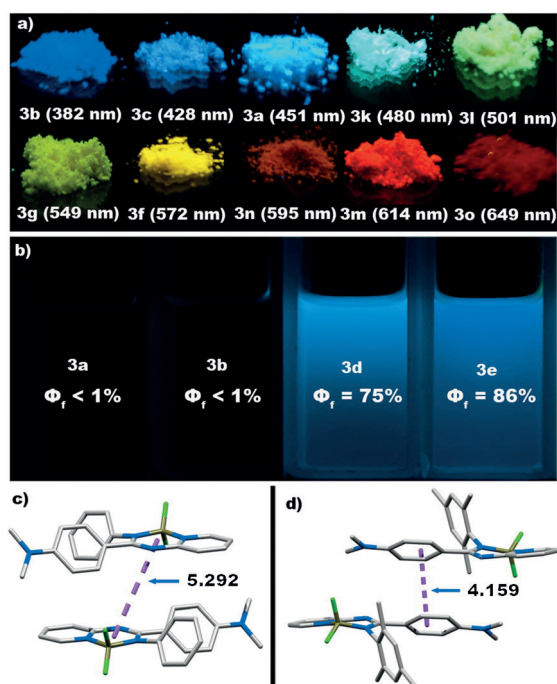 a)
3b (382 nm) 3c (428 nm) 3a (451 nm) 3k (480 nm) 3l (501 nm)
3g (549 nm) 3f (572 nm) 3n (595 nm) 3m (614 nm) 3o (649 nm)
b)
3a 3b 3d 3e
Φf < 1% Φf < 1% Φf = 75% Φf = 86%
c) d)
5.292 4.159